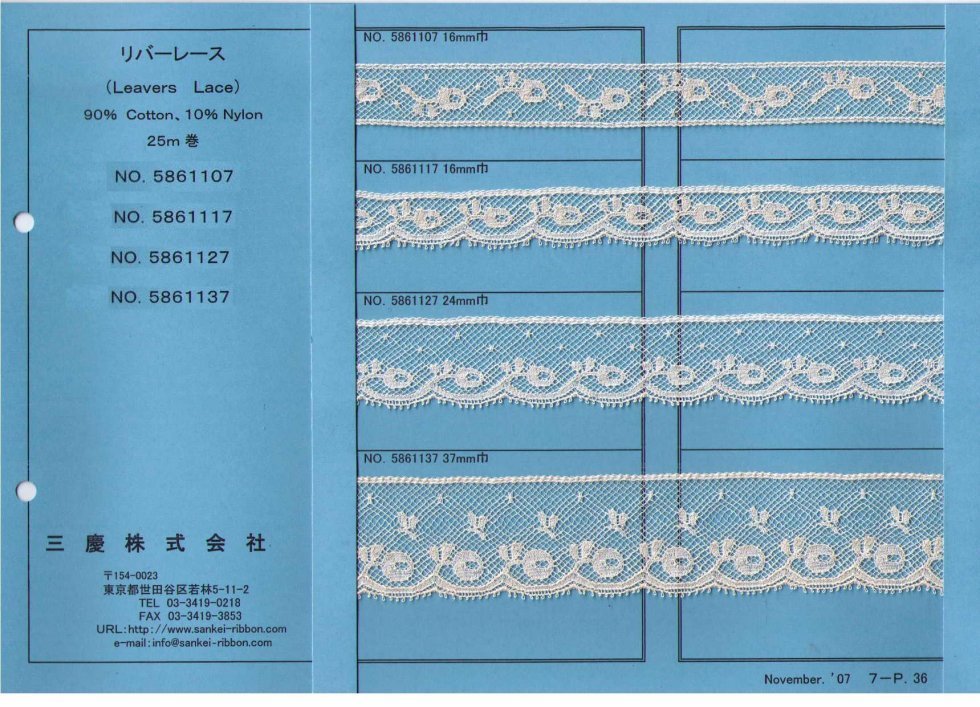 リバーレース
(Leavers Lace)
90% Cotton、10% Nylon
25m 巻
NO. 5861107
NO. 5861117
NO. 5861127
NO. 5861137
三慶株式会社
〒154-0023
東京都世田谷区若林5-11-2
TEL 03-3419-0218
FAX 03-3419-3853
URL:http://www.sankei-ribbon.com
e-mail:info@sankei-ribbon.com
NO. 5861107 16mm巾
NO. 5861117 16mm巾
NO. 5861127 24mm巾
NO. 5861137 37mm巾
November. '07 7-P. 36